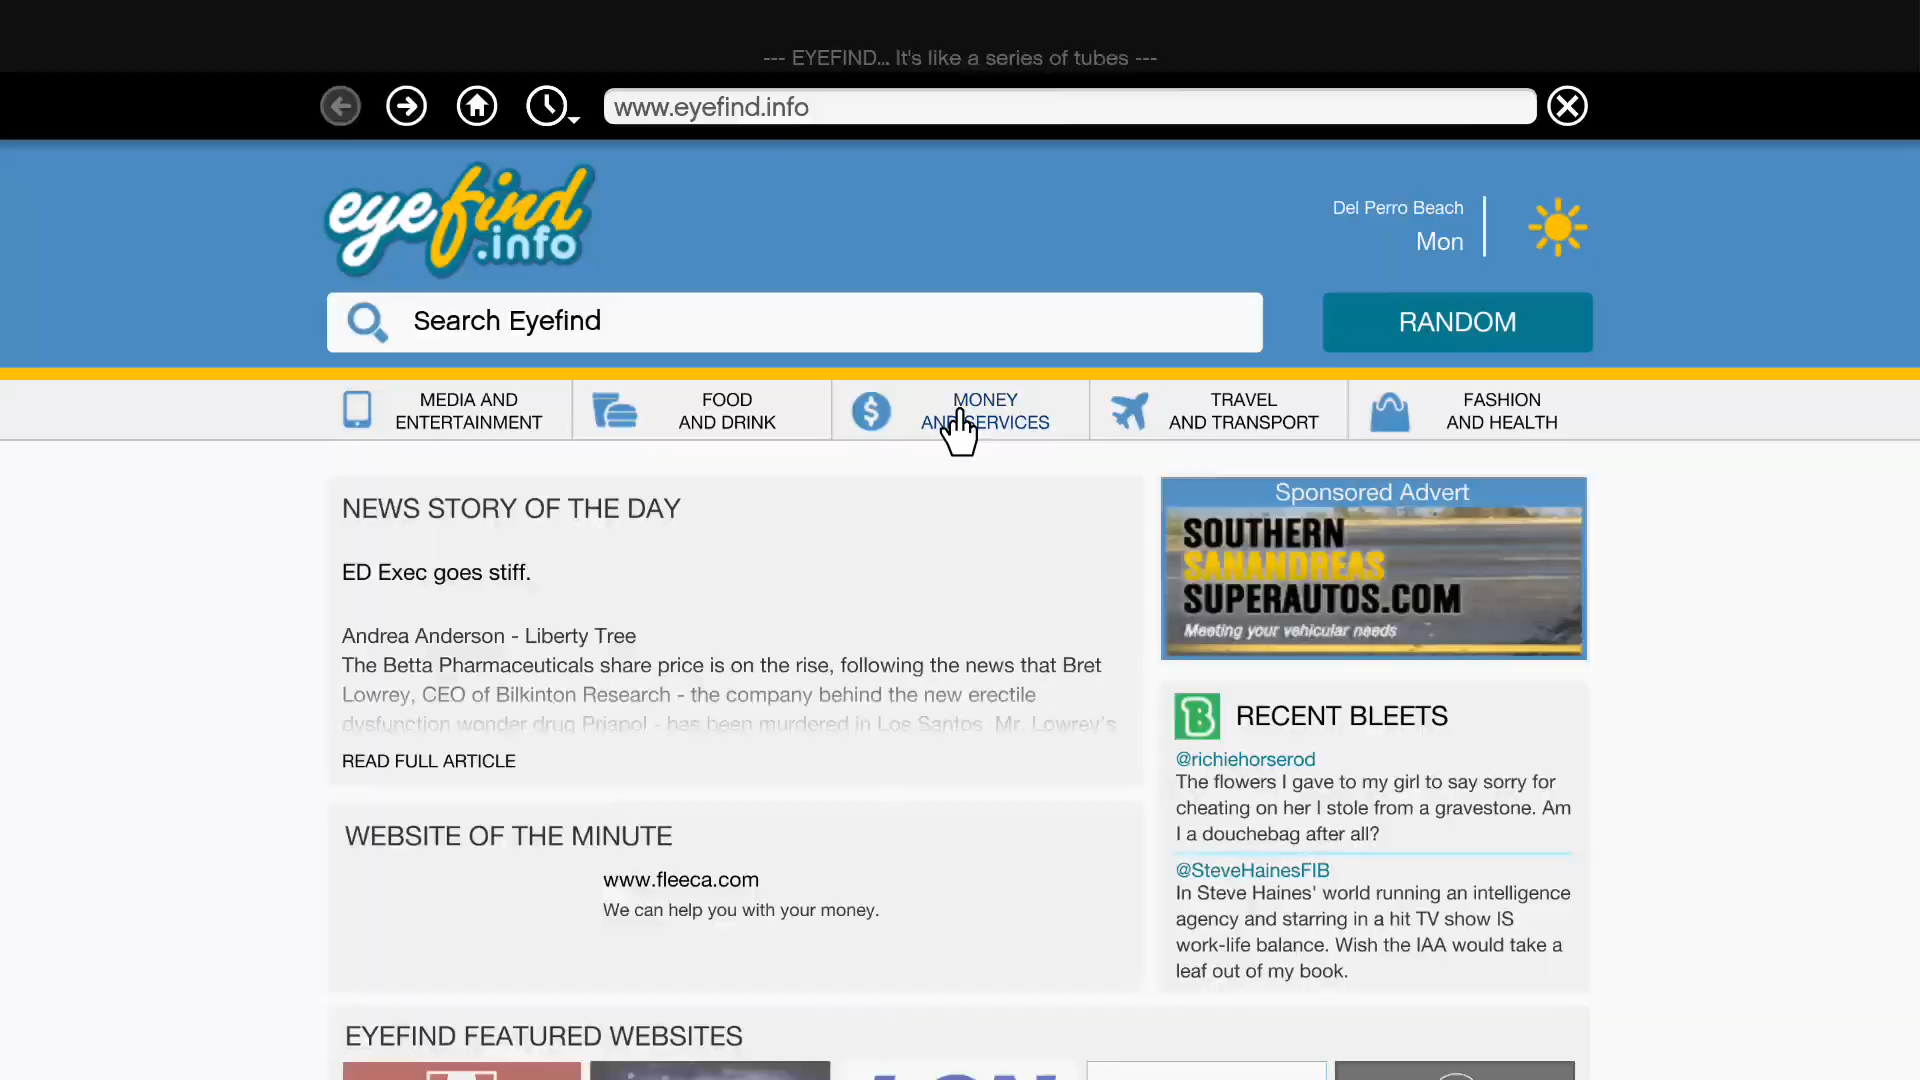 --- EYEFIND... It's like a series of tubes ---
www.eyefind.info
eyefind
.info
Del Perro Beach
Mon
Search Eyefind
RANDOM
MEDIA AND
ENTERTAINMENT
FOOD
AND DRINK
MONEY
AND SERVICES
TRAVEL
AND TRANSPORT
FASHION
AND HEALTH
NEWS STORY OF THE DAY
ED Exec goes stiff.
Andrea Anderson - Liberty Tree
The Betta Pharmaceuticals share price is on the rise, following the news that Bret
Lowrey, CEO of Bilkinton Research - the company behind the new erectile
dysfunction wonder drug Priapol - has been murdered in Los Santos. Mr. Lowrey's
READ FULL ARTICLE
WEBSITE OF THE MINUTE
www.fleeca.com
We can help you with your money.
Sponsored Advert
SOUTHERN
SANANDREAS
SUPERAUTOS.COM
Meeting your vehicular needs
RECENT BLEETS
@richiehorserod
The flowers I gave to my girl to say sorry for
cheating on her I stole from a gravestone. Am
I a douchebag after all?
@SteveHainesFIB
In Steve Haines' world running an intelligence
agency and starring in a hit TV show IS
work-life balance. Wish the IAA would take a
leaf out of my book.
EYEFIND FEATURED WEBSITES